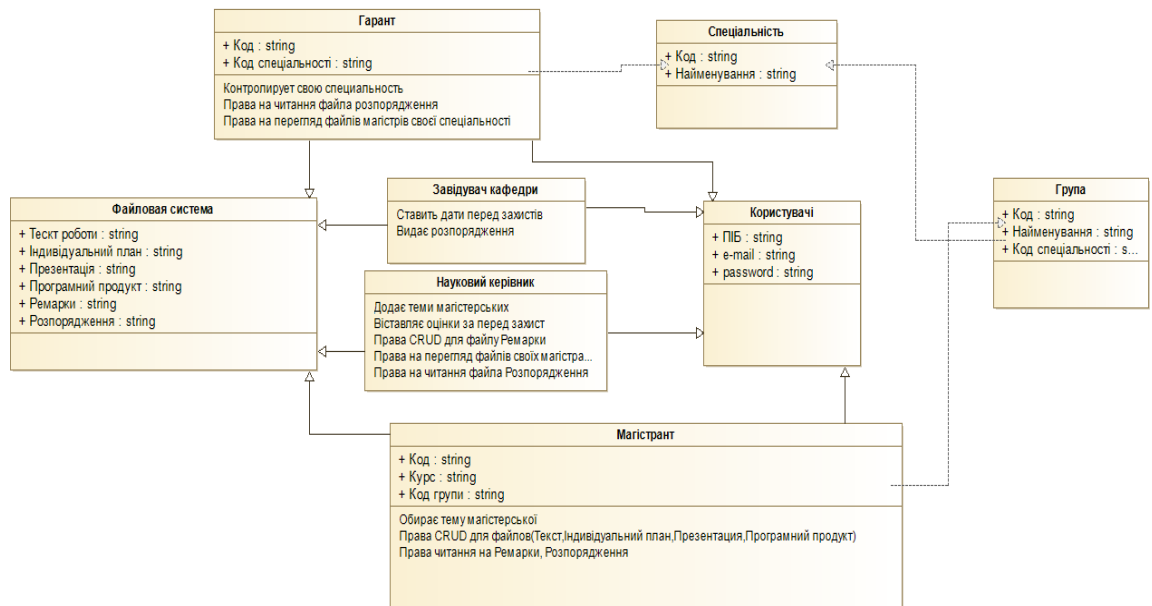 Гарант
+ Код : string
+ Код спеціальності : string
Контролирует свою специальность
Права на читання файла розпорядження
Права на перегляд файлів магістрів своєї спеціальності
Спеціальність
+ Код : string
+ Найменування : string
Файловая система
+ Тескт роботи : string
+ Індивідуальний план : string
+ Презентація : string
+ Програмний продукт : string
+ Ремарки : string
+ Розпорядження : string
Завідувач кафедри
Ставить дати перед захистів
Видає розпорядження
Користувачі
+ ПІБ : string
+ e-mail : string
+ password : string
Група
+ Код : string
+ Найменування : string
+ Код спеціальності : s...
Науковий керівник
Додає теми магістерських
Віставляє оцінки за перед захист
Права CRUD для файлу Ремарки
Права на перегляд файлів своїх магістра...
Права на читання файла Розпорядження
Магістрант
+ Код : string
+ Курс : string
+ Код групи : string
Обирає тему магістерської
Права CRUD для файлов(Текст,Індивідуальний план,Презентация,Програмний продукт)
Права читання на Ремарки, Розпорядження